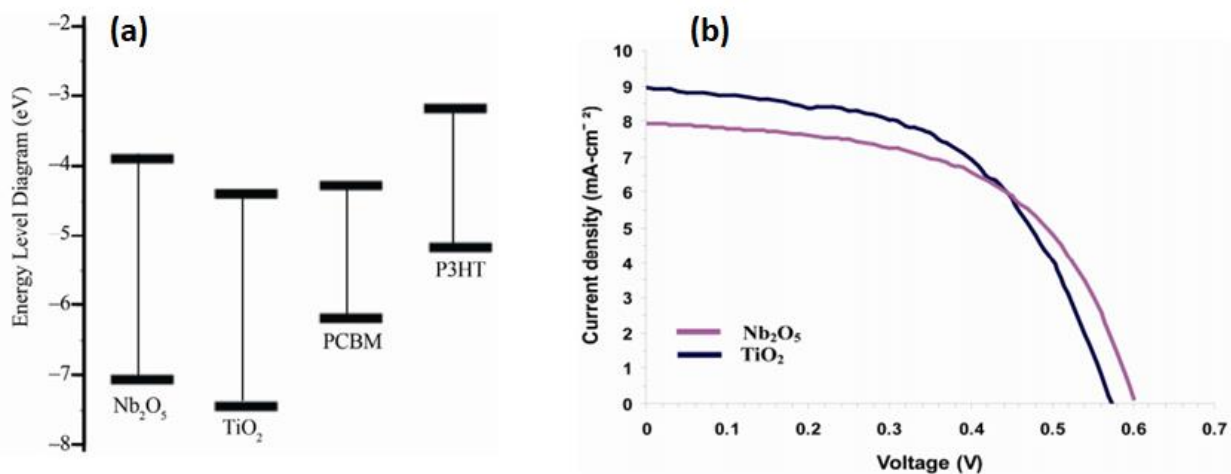 (a)
Energy Level Diagram (eV)
−2
−3
−4
−5
−6
−7
−8
Nb₂O₅
TiO₂
PCBM
P3HT
(b)
Current density (mA-cm⁻ ²)
10
9
8
7
6
5
4
3
2
1
0
Nb₂O₅
TiO₂
0 0.1 0.2 0.3 0.4 0.5 0.6 0.7
Voltage (V)